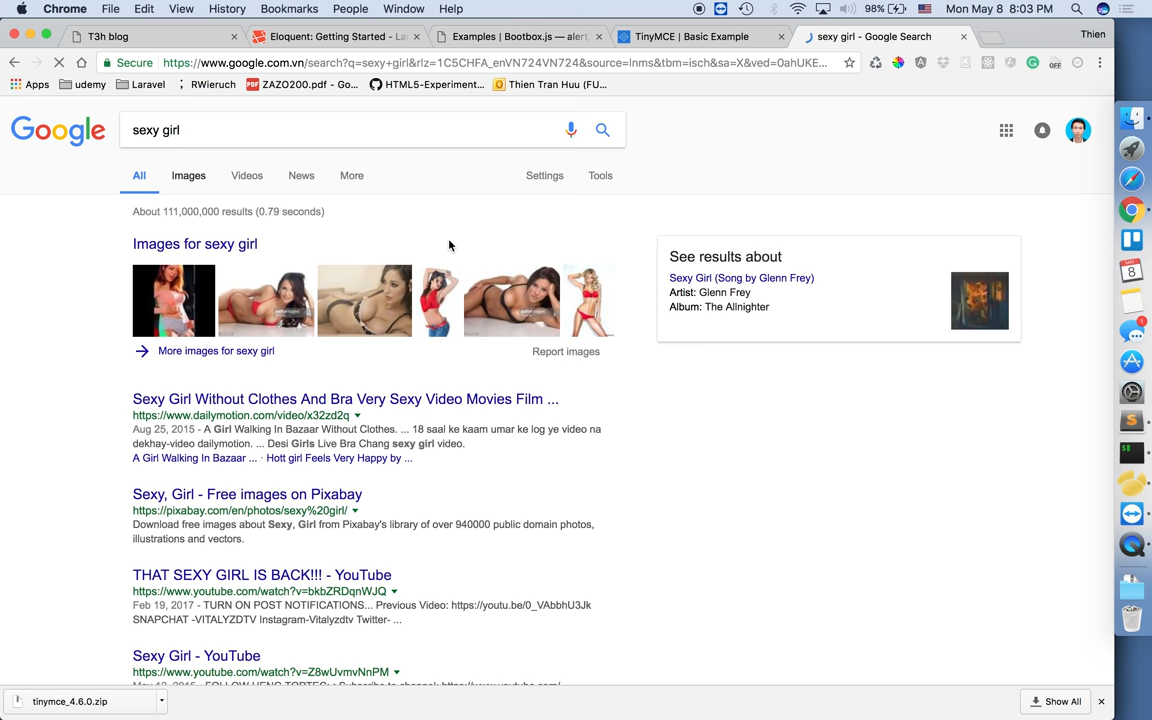 Chrome File Edit View History Bookmarks People Window Help 98% Mon May 8 8:03 PM
T3h blog Eloquent: Getting Started - La Examples | Bootbox.js — alert, TinyMCE | Basic Example sexy girl - Google Search Thien
Secure https://www.google.com.vn/search?q=sexy+girl&rlz=1C5CHFA_enVN724VN724&source=lnms&tbm=isch&sa=X&ved=0ahUKE...
Apps udemy Laravel RWieruch ZAZO200.pdf - Go... HTML5-Experiment... Thien Tran Huu (FU...
Google sexy girl
All Images Videos News More Settings Tools
About 111,000,000 results (0.79 seconds)
Images for sexy girl
More images for sexy girl Report images
See results about
Sexy Girl (Song by Glenn Frey)
Artist: Glenn Frey
Album: The Allnighter
Sexy Girl Without Clothes And Bra Very Sexy Video Movies Film ...
https://www.dailymotion.com/video/x32zd2q
Aug 25, 2015 - A Girl Walking In Bazaar Without Clothes. ... 18 saal ke kaam umar ke log ye video na
dekhay-video dailymotion. ... Desi Girls Live Bra Chang sexy girl video.
A Girl Walking In Bazaar ... · Hott girl Feels Very Happy by ...
Sexy, Girl - Free images on Pixabay
https://pixabay.com/en/photos/sexy%20girl/
Download free images about Sexy, Girl from Pixabay's library of over 940000 public domain photos,
illustrations and vectors.
THAT SEXY GIRL IS BACK!!! - YouTube
https://www.youtube.com/watch?v=bkbZRDqnWJQ
Feb 19, 2017 - TURN ON POST NOTIFICATIONS... Previous Video: https://youtu.be/0_VAbbhU3Jk
SNAPCHAT -VITALYZDTV Instagram-Vitalyzdtv Twitter- ...
Sexy Girl - YouTube
https://www.youtube.com/watch?v=Z8wUvmvNnPM
tinymce_4.6.0.zip Show All